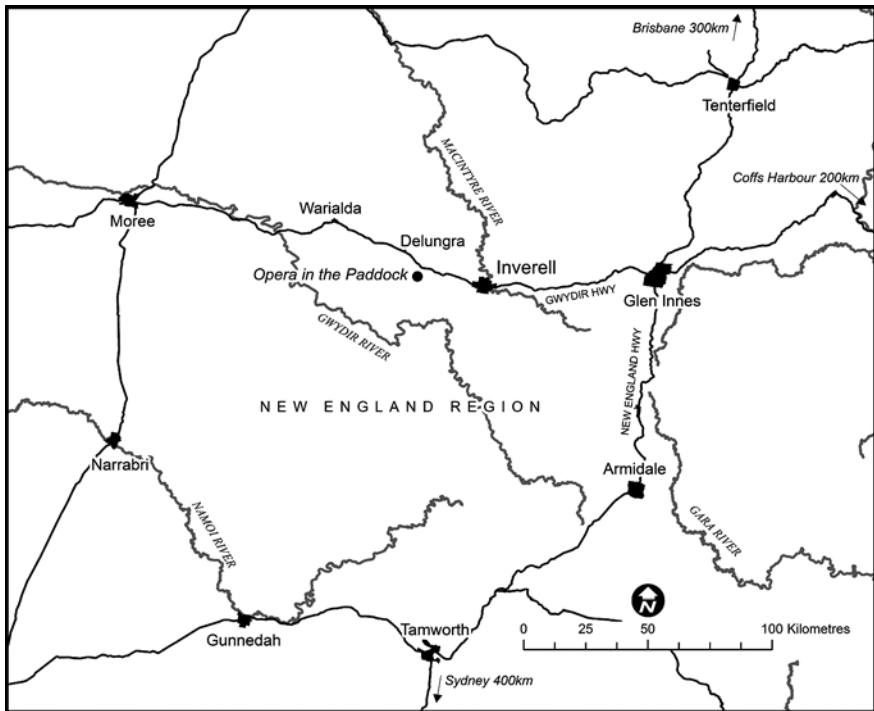 Brisbane 300km
Tenterfield
MACINTYRE RIVER
Coffs Harbour 200km
Moree
Warialda
Delungra
Inverell
Opera in the Paddock
GWYDIR HWY
Glen Innes
GWYDIR RIVER
NEW ENGLAND HWY
NEW ENGLAND REGION
Narrabri
Armidale
NAMOI RIVER
GARA RIVER
N
Gunnedah
Tamworth
0 25 50 100 Kilometres
Sydney 400km